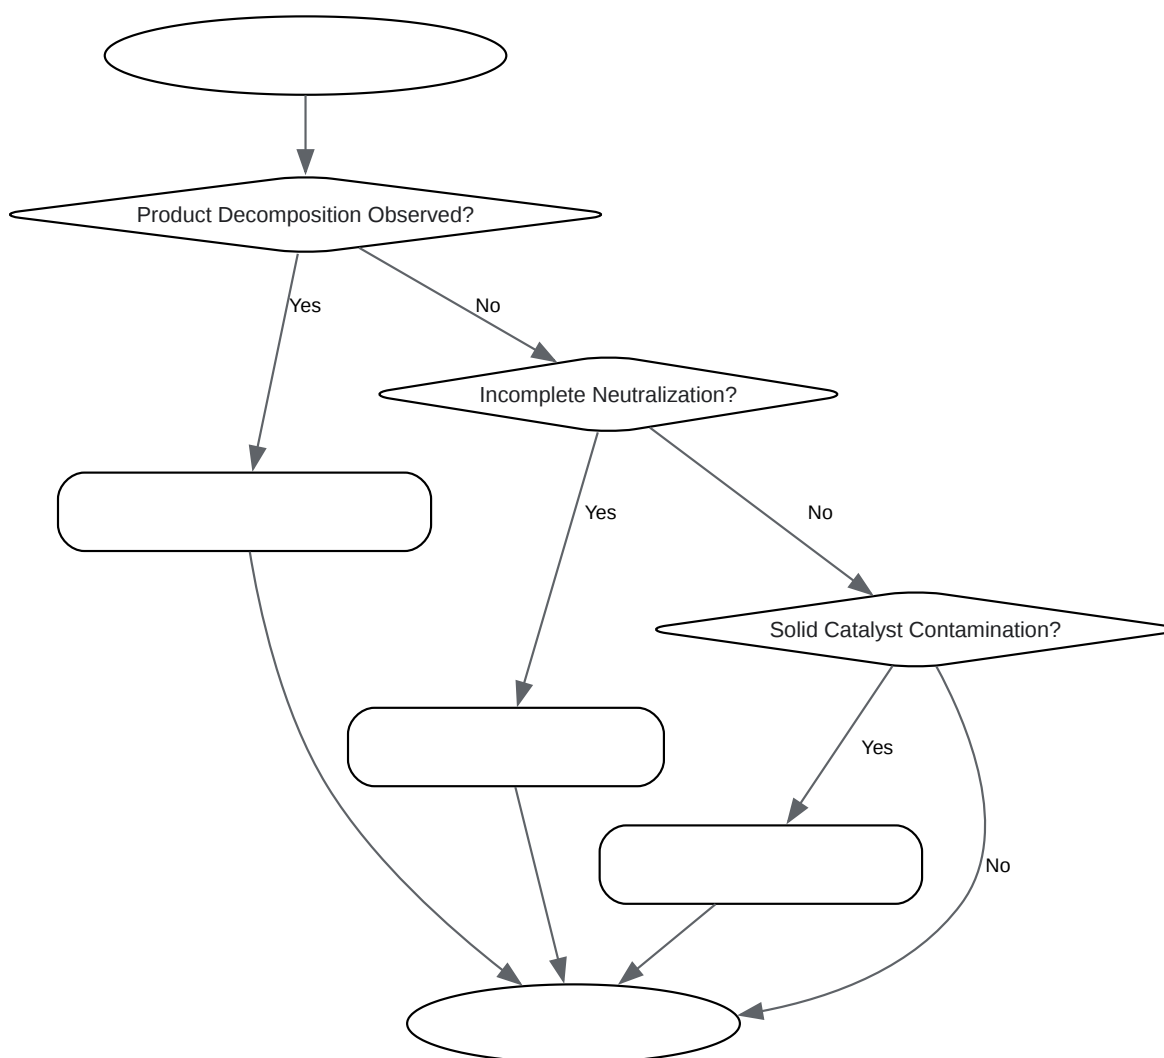 Product Decomposition Observed?
Yes
No
Incomplete Neutralization?
Yes
No
Solid Catalyst Contamination?
Yes
No